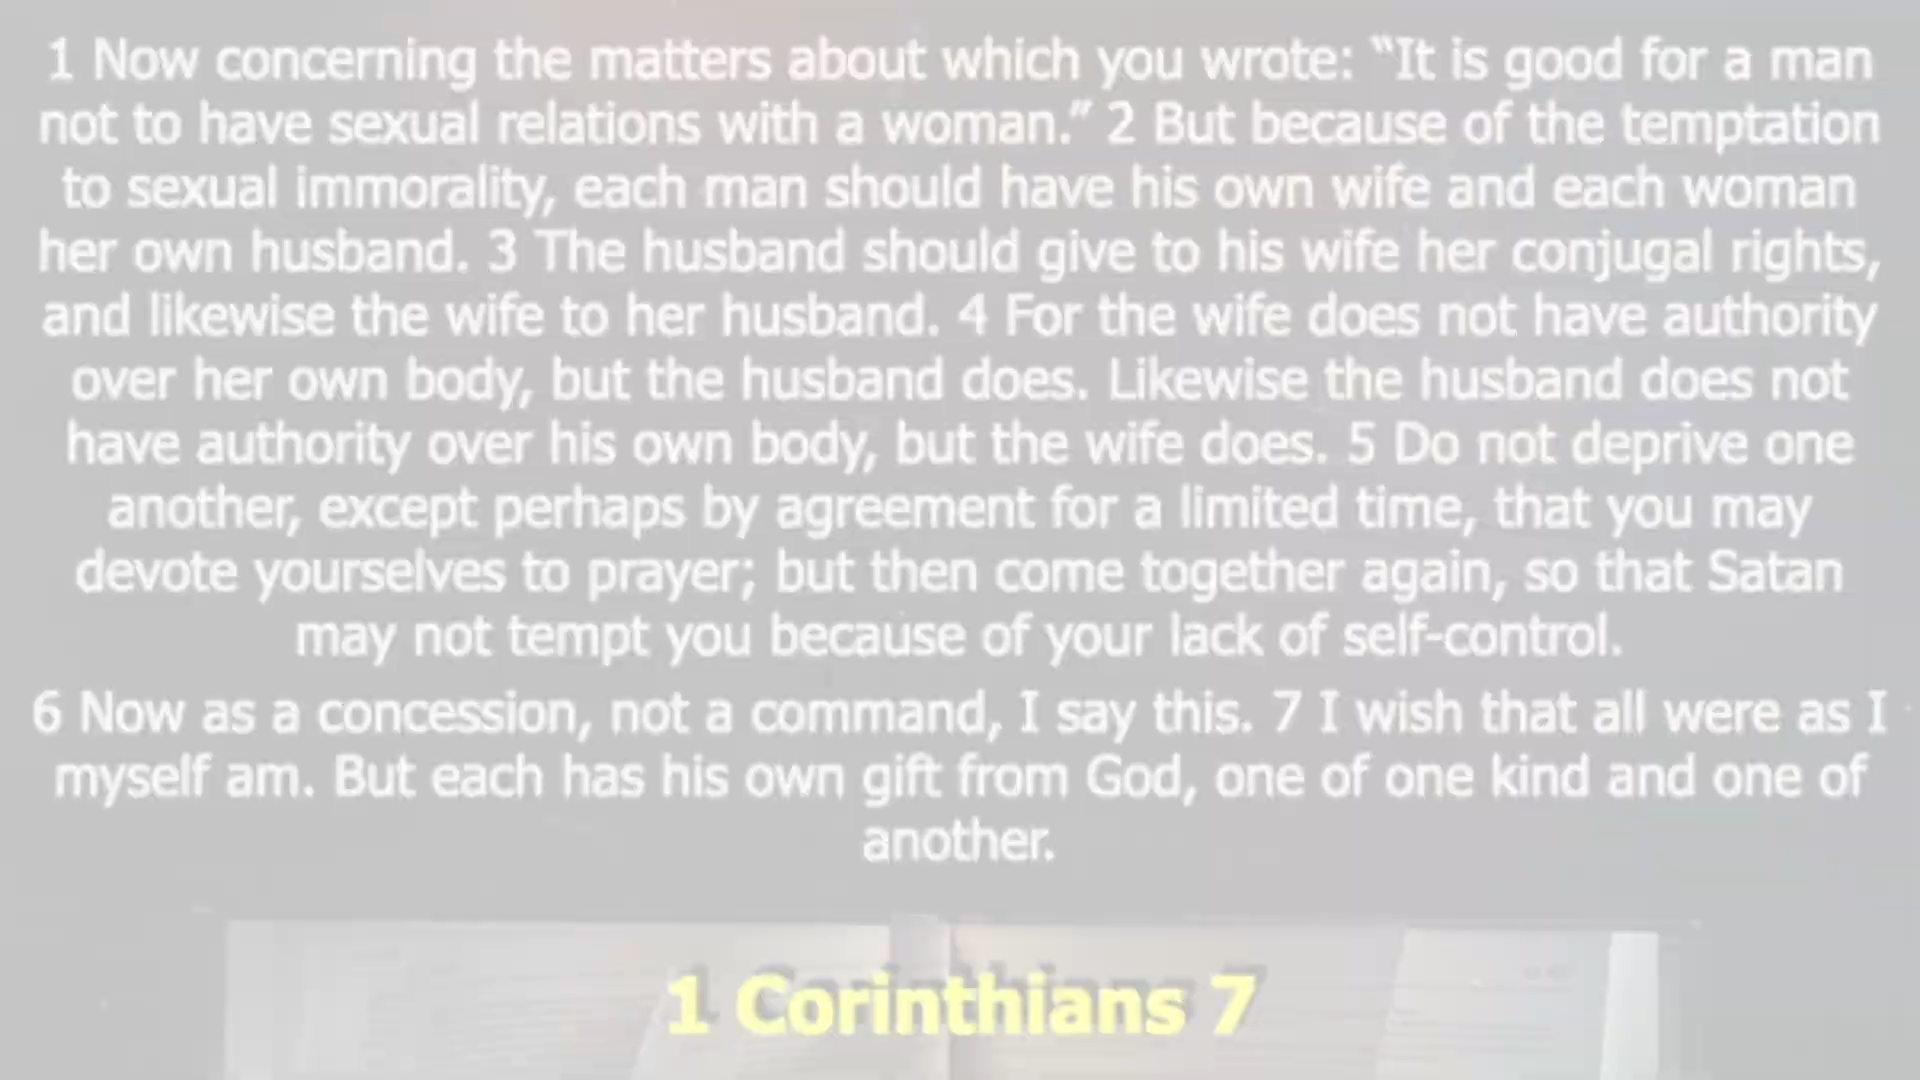 1 Now concerning the matters about which you wrote: “It is good for a man
not to have sexual relations with a woman.” 2 But because of the temptation
to sexual immorality, each man should have his own wife and each woman
her own husband. 3 The husband should give to his wife her conjugal rights,
and likewise the wife to her husband. 4 For the wife does not have authority
over her own body, but the husband does. Likewise the husband does not
have authority over his own body, but the wife does. 5 Do not deprive one
another, except perhaps by agreement for a limited time, that you may
devote yourselves to prayer; but then come together again, so that Satan
may not tempt you because of your lack of self-control.
6 Now as a concession, not a command, I say this. 7 I wish that all were as I
myself am. But each has his own gift from God, one of one kind and one of
another.
1 Corinthians 7